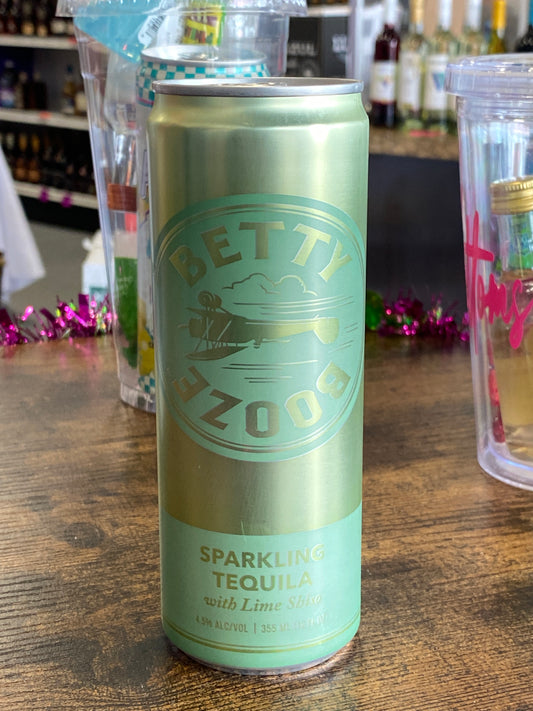 BETTY
BOOZE
SPARKLING
TEQUILA
with Lime Shiso
4.5% ALC/VOL | 355 ML